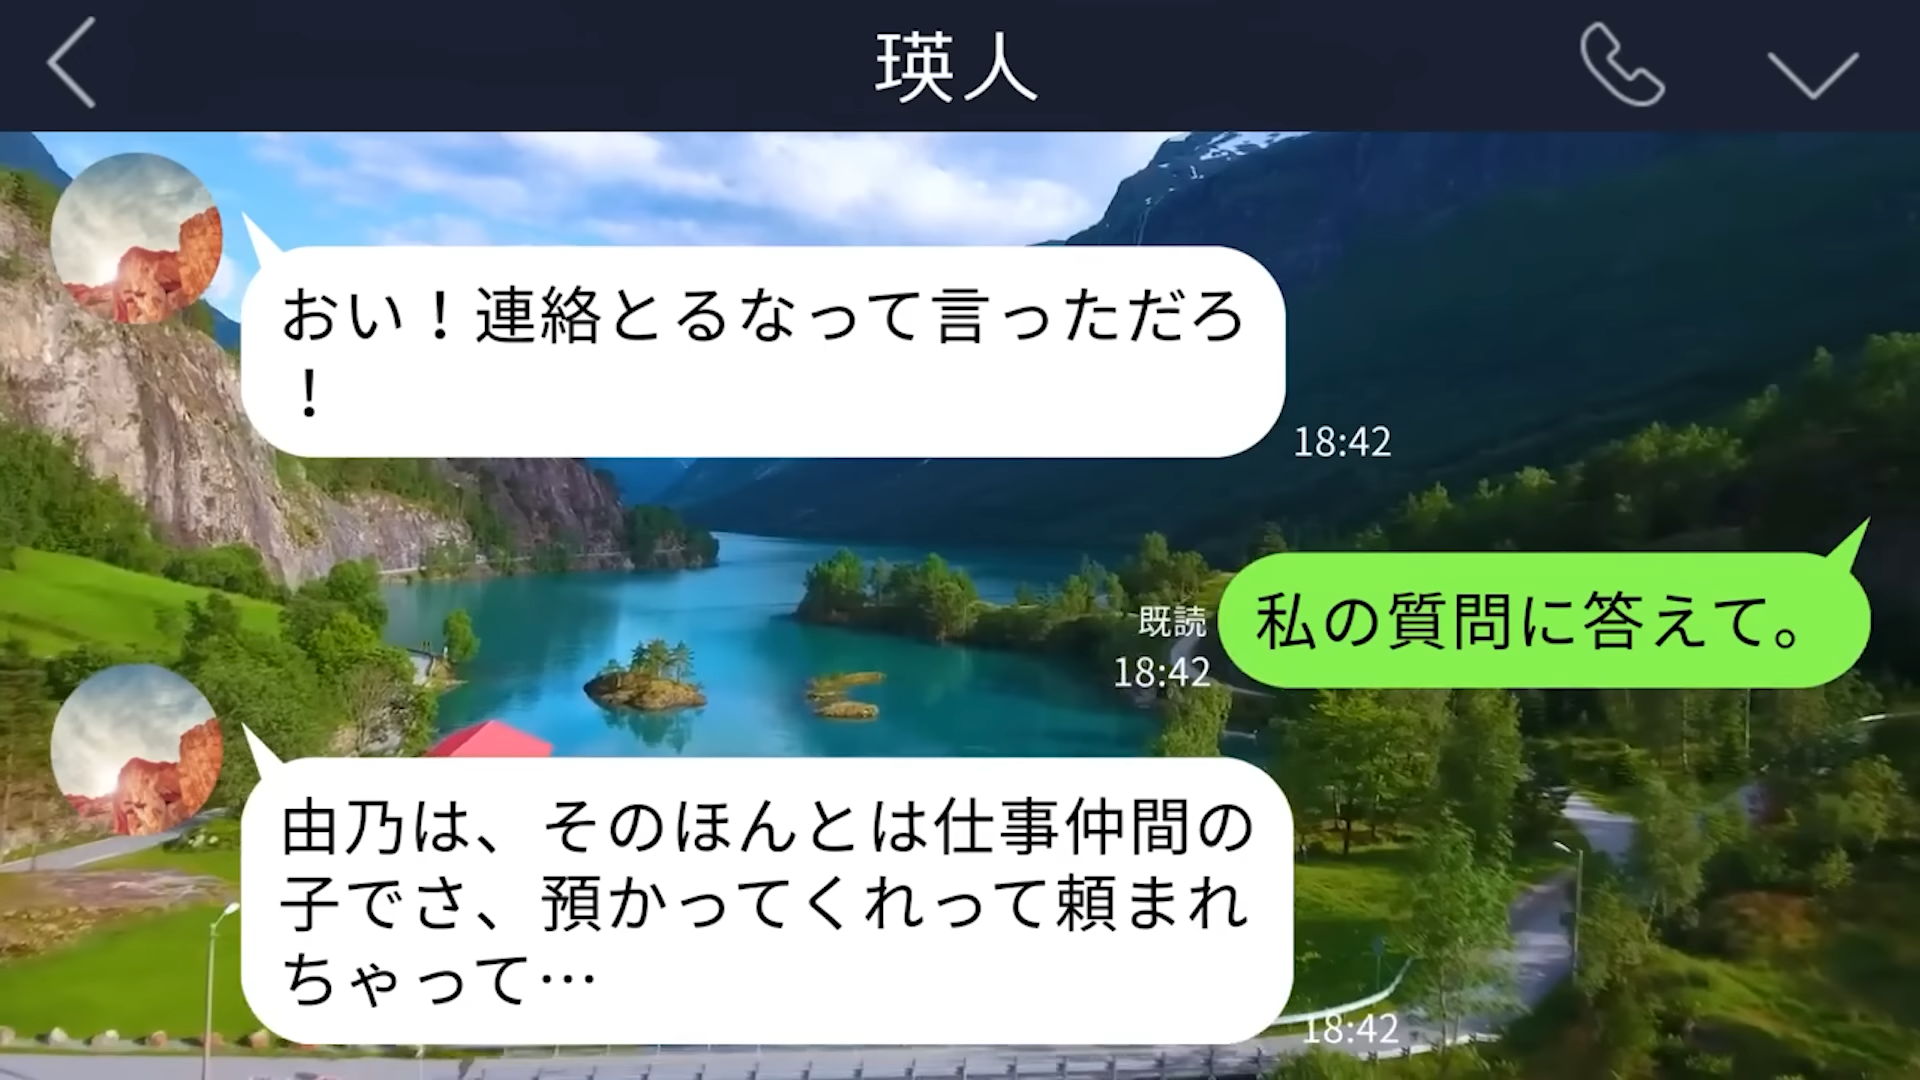 瑛人
おい！連絡とるなって言っただろ
！
18:42
私の質問に答えて。
既読
18:42
由乃は、そのほんとは仕事仲間の
子でさ、預かってくれって頼まれ
ちゃって…
18:42